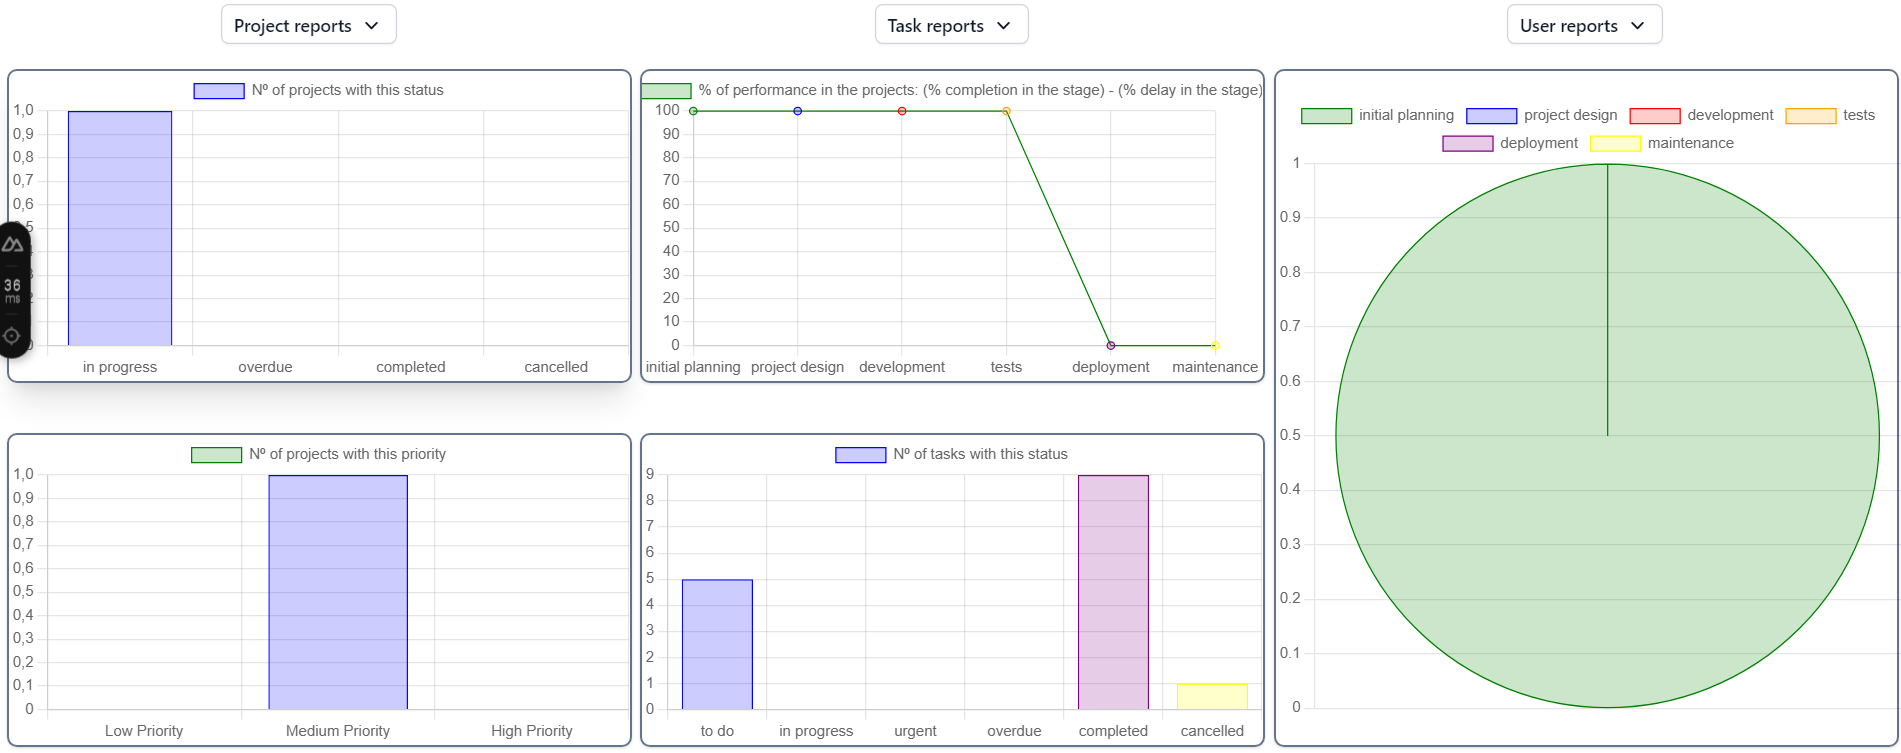 Project reports
Task reports
User reports
Nº of projects with this status
1,0
0,9
0,8
0,7
0,6
in progress
overdue
completed
cancelled
36
ms
% of performance in the projects: (% completion in the stage) - (% delay in the stage)
100
90
80
70
60
50
40
30
20
10
0
initial planning
project design
development
tests
deployment
maintenance
Nº of projects with this priority
1,0
0,9
0,8
0,7
0,6
0,5
0,4
0,3
0,2
0,1
0
Low Priority
Medium Priority
High Priority
Nº of tasks with this status
9
8
7
6
5
4
3
2
1
0
to do
in progress
urgent
overdue
completed
cancelled
initial planning
project design
development
tests
deployment
maintenance
1
0.9
0.8
0.7
0.6
0.5
0.4
0.3
0.2
0.1
0